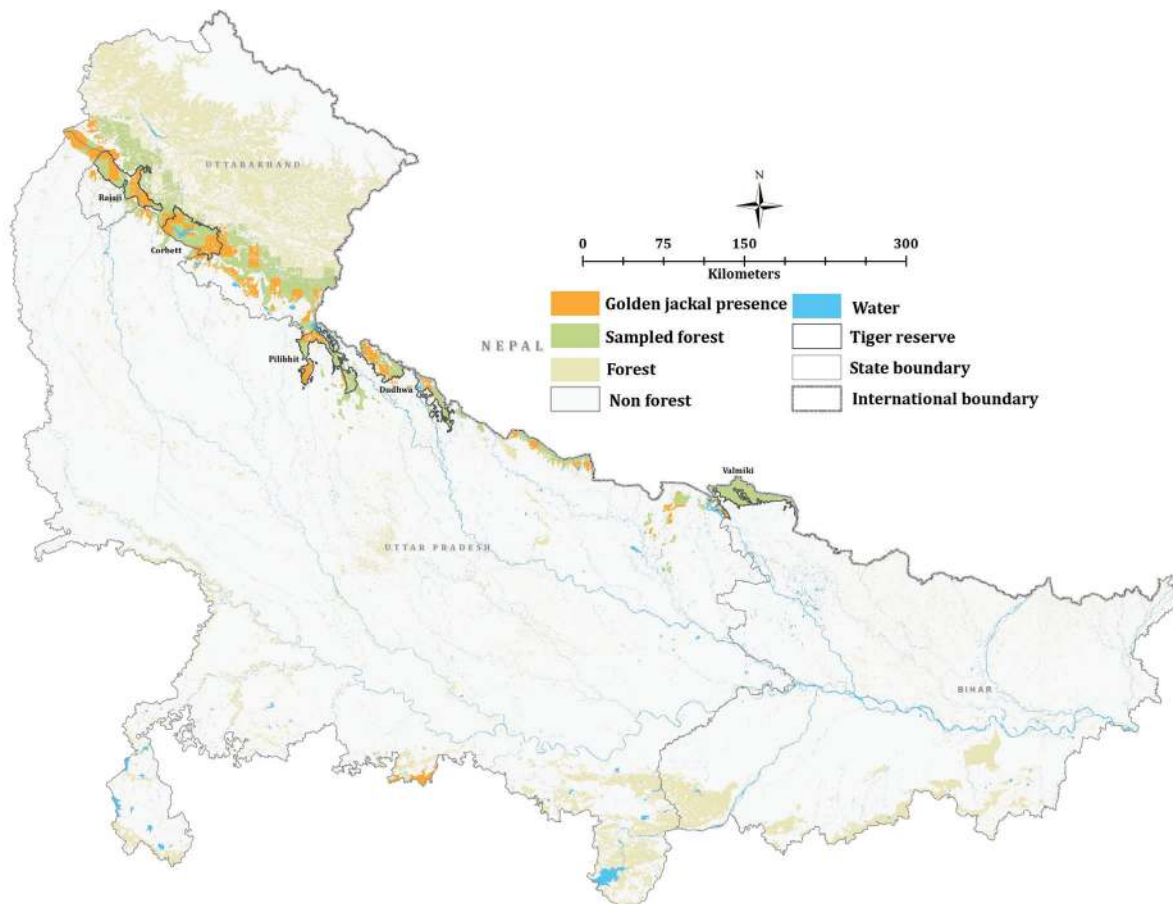 UTTARAKHAND
Rajaji
Corbett
N
0 75 150 300
Kilometers
Golden jackal presence
Sampled forest
Forest
Non forest
Water
Tiger reserve
State boundary
International boundary
NEPAL
Pilibhit
Dudhwa
Valmiki
UTTAR PRADESH
BIHAR